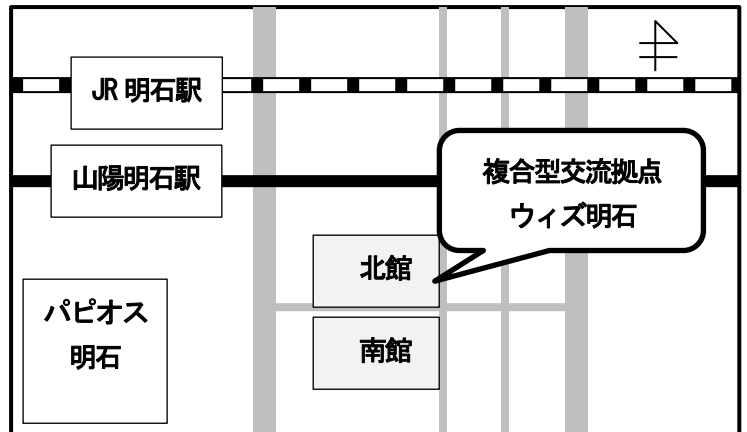 JR 明石駅
山陽明石駅
複合型交流拠点
ウィズ明石
北館
パピオス
明石
南館